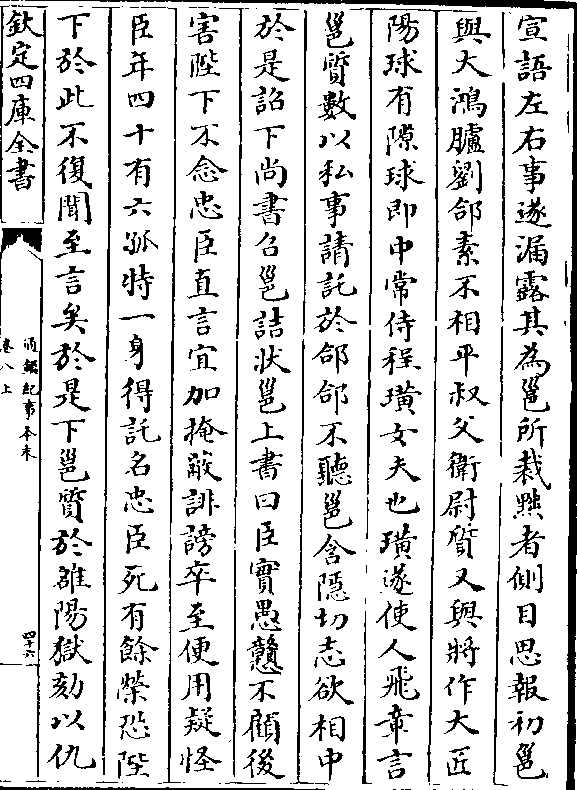 宣語左右事遂漏露其為邕所裁黜者側目思報初邕
與大鴻臚劉郃素不相平叔父衛尉質又與將作大匠
陽球有隙球即中常侍程璜女夫也璜遂使人飛章言
邕質數以私事請託於郃郃不聽邕含隠切志欲相中
於是詔下尚書召邕詰狀邕上書曰臣實愚戇不顧後
害陛下不念忠臣直言宜加掩蔽誹謗卒至便用疑怪
臣年四十有六孤特一身得託名忠臣死有餘榮恐陛
下於此不復聞至言矣於是下邕質於雒陽獄劾以仇
欽定四庫全書
通鑑紀事本末
卷八上
四十六